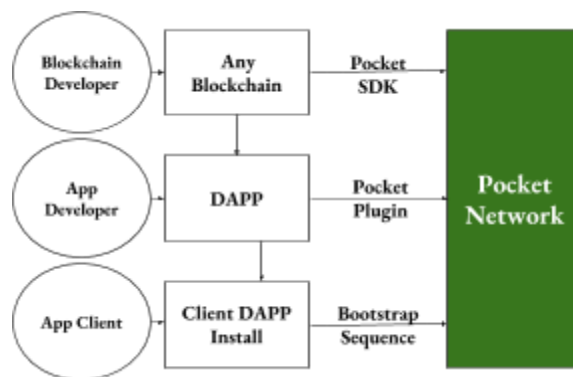 Blockchain
Developer
Any
Blockchain
Pocket
SDK
App
Developer
DAPP
Pocket
Plugin
Pocket
Network
App Client
Client DAPP
Install
Bootstrap
Sequence